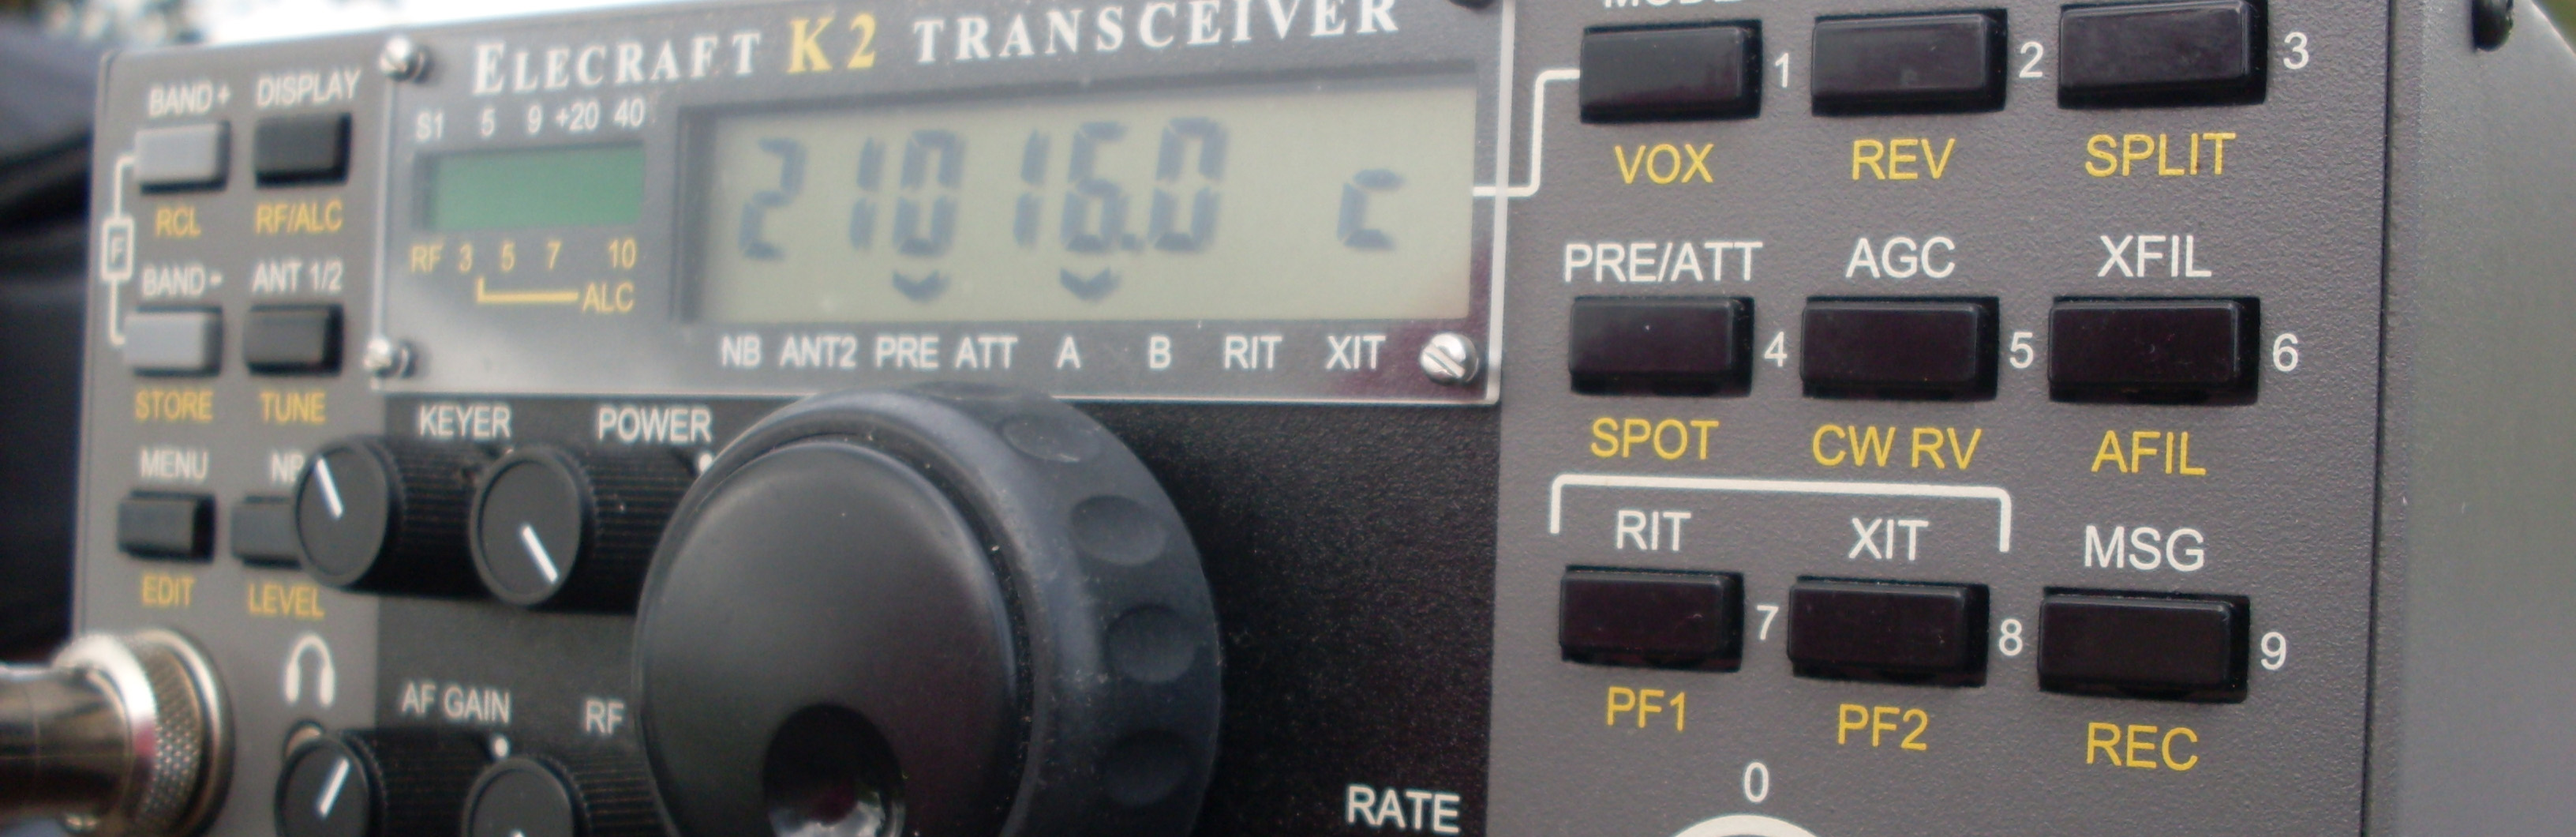 ELECRAFT K2 TRANSCEIVER
BAND+ DISPLAY
S1 5 9 +20 40
21016.0 c
RCL RF/ALC
F
RF 3 5 7 10
ALC
BAND- ANT 1/2
NB ANT2 PRE ATT A B RIT XIT
STORE TUNE
KEYER POWER
MENU NB
EDIT LEVEL
AF GAIN RF
RATE
MODE
1 2 3
VOX REV SPLIT
PRE/ATT AGC XFIL
4 5 6
SPOT CW RV AFIL
RIT XIT MSG
7 8 9
PF1 PF2 REC
0